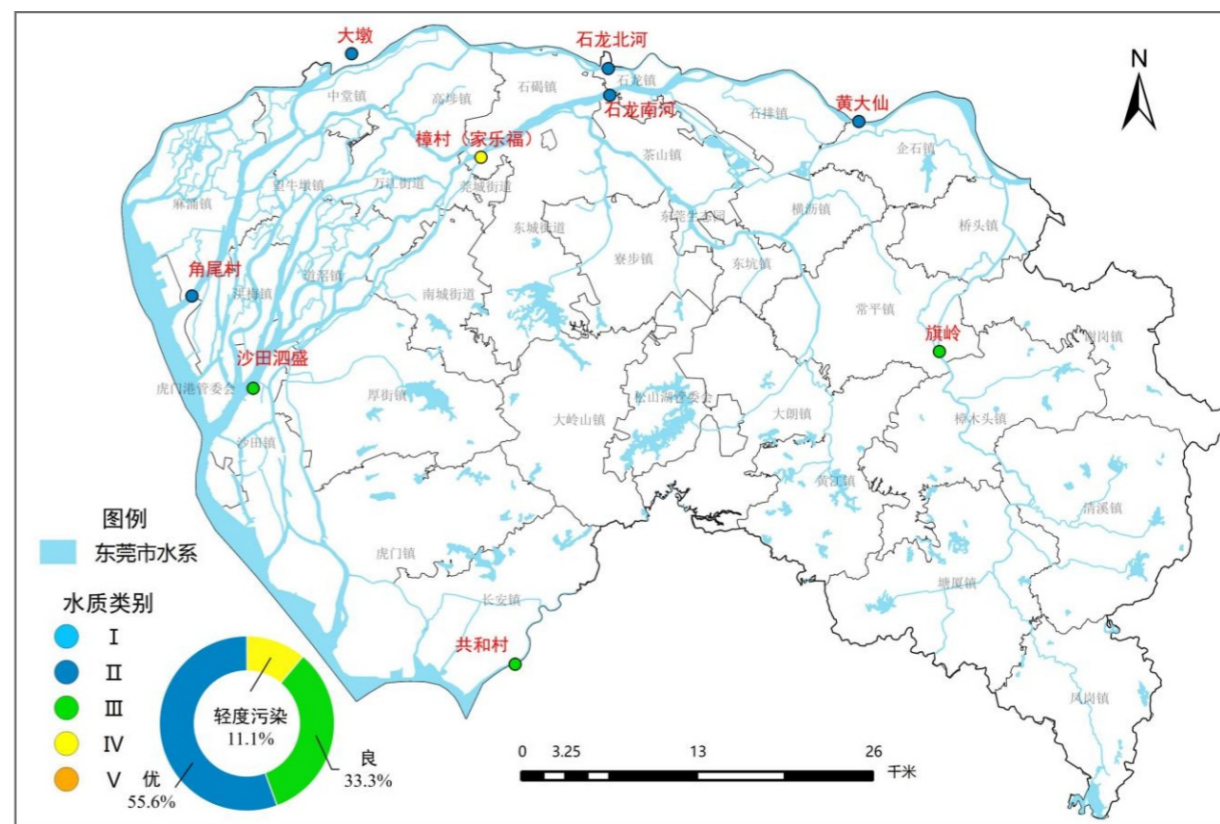 大墩
石龙北河
N
石碣镇
石龙镇
中堂镇
高埗镇
石龙南河
石排镇
黄大仙
樟村（家乐福）
茶山镇
企石镇
望牛墩镇
万江街道
莞城街道
麻涌镇
东城街道
东莞生态园
横沥镇
桥头镇
角尾村
洪梅镇
道滘镇
南城街道
寮步镇
东坑镇
常平镇
旗岭
谢岗镇
沙田泗盛
虎门港管委会
厚街镇
大岭山镇
松山湖管委会
大朗镇
樟木头镇
沙田镇
黄江镇
清溪镇
图例
东莞市水系
虎门镇
长安镇
塘厦镇
水质类别
共和村
凤岗镇
Ⅰ
Ⅱ
Ⅲ
Ⅳ
Ⅴ
轻度污染
11.1%
良
33.3%
优
55.6%
0 3.25 13 26
千米